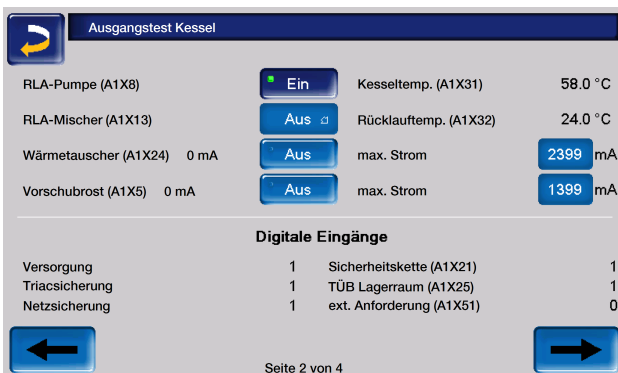 Ausgangstest Kessel
RLA-Pumpe (A1X8) Ein Kesseltemp. (A1X31) 58.0 °C
RLA-Mischer (A1X13) Aus Rücklauftemp. (A1X32) 24.0 °C
Wärmetauscher (A1X24) 0 mA Aus max. Strom 2399 mA
Vorschubrost (A1X5) 0 mA Aus max. Strom 1399 mA
Digitale Eingänge
Versorgung 1 Sicherheitskette (A1X21) 1
Triacsicherung 1 TÜB Lagerraum (A1X25) 1
Netzsicherung 1 ext. Anforderung (A1X51) 0
Seite 2 von 4